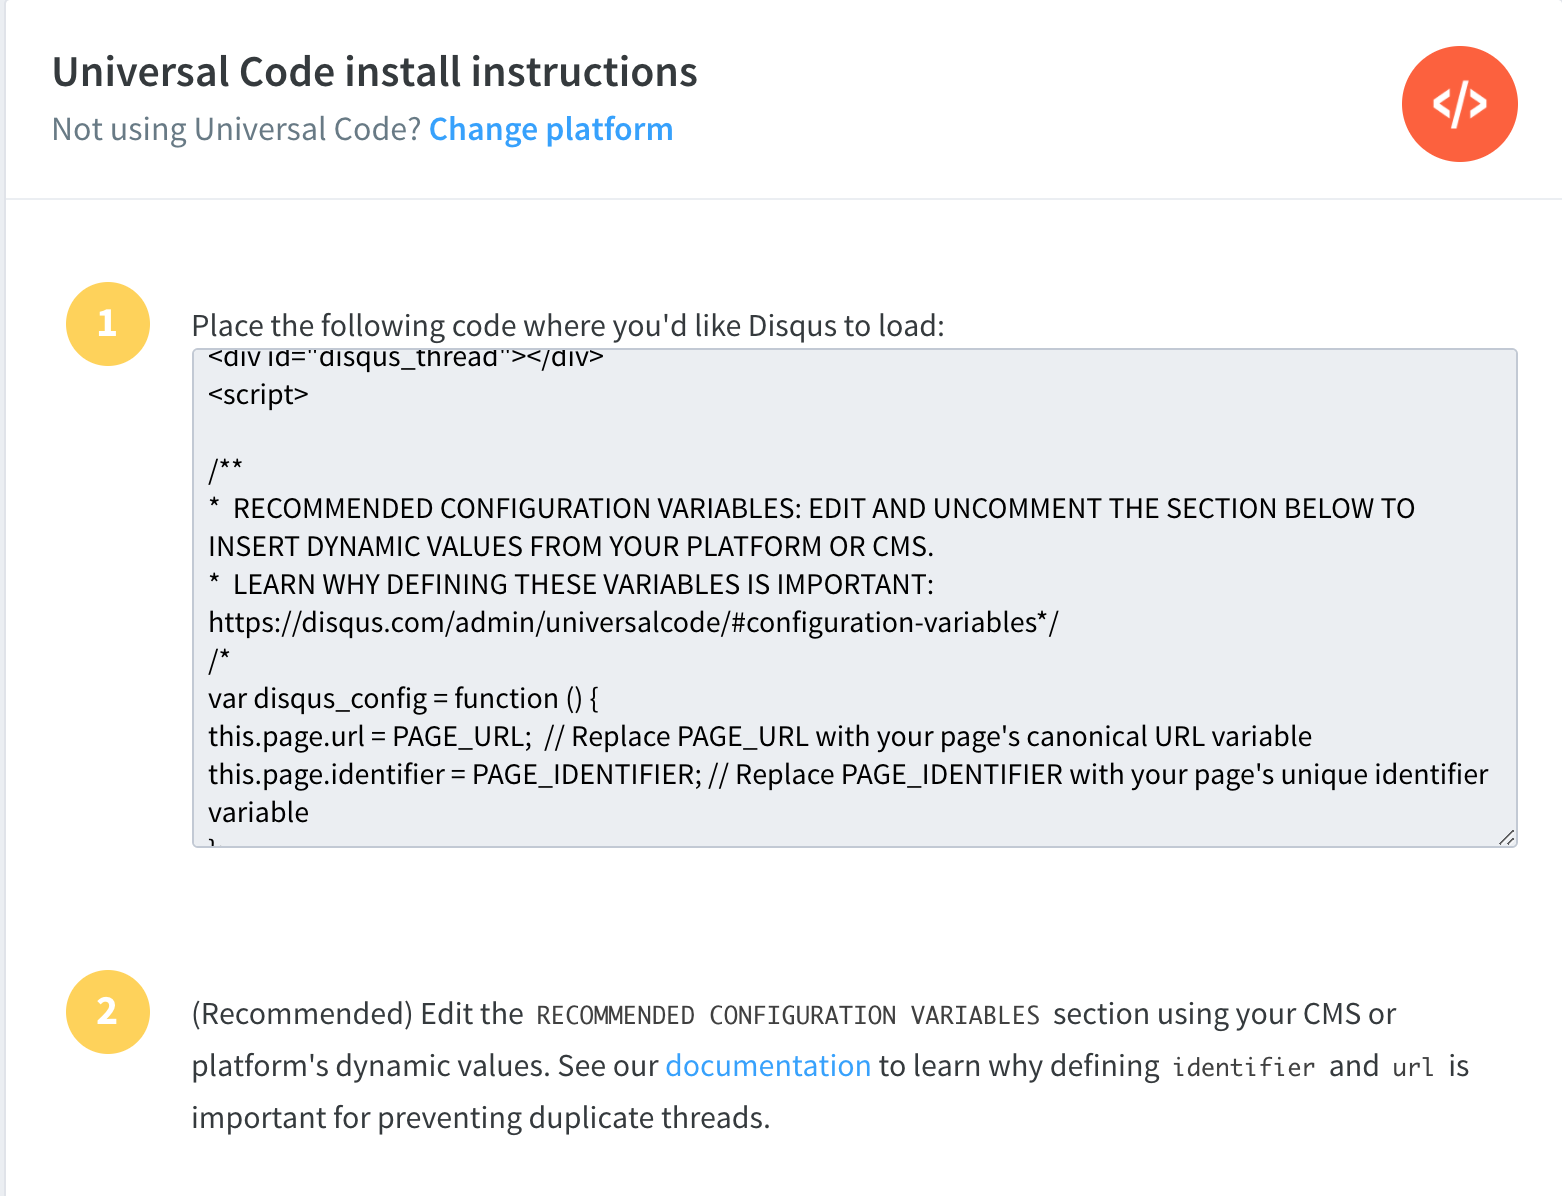 Universal Code install instructions
Not using Universal Code? Change platform
</>
1
Place the following code where you'd like Disqus to load:
<div id="disqus_thread"></div>
<script>
/**
*  RECOMMENDED CONFIGURATION VARIABLES: EDIT AND UNCOMMENT THE SECTION BELOW TO
INSERT DYNAMIC VALUES FROM YOUR PLATFORM OR CMS.
*  LEARN WHY DEFINING THESE VARIABLES IS IMPORTANT:
https://disqus.com/admin/universalcode/#configuration-variables*/
/*
var disqus_config = function () {
this.page.url = PAGE_URL;  // Replace PAGE_URL with your page's canonical URL variable
this.page.identifier = PAGE_IDENTIFIER; // Replace PAGE_IDENTIFIER with your page's unique identifier
variable
}
2
(Recommended) Edit the RECOMMENDED CONFIGURATION VARIABLES section using your CMS or
platform's dynamic values. See our documentation to learn why defining identifier and url is
important for preventing duplicate threads.